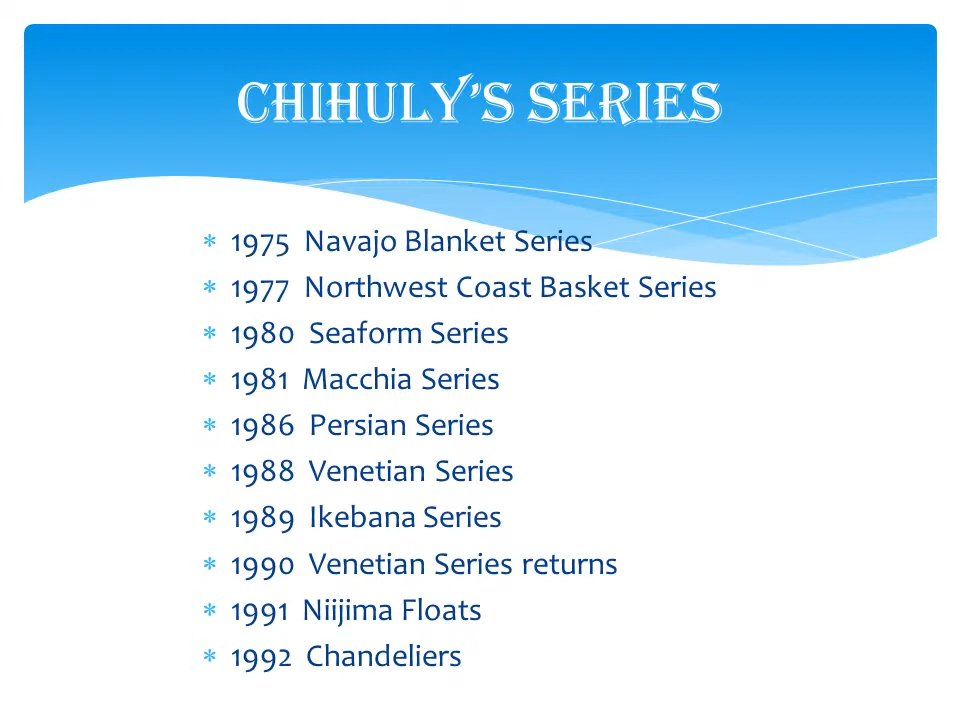 CHIHULY'S SERIES
* 1975 Navajo Blanket Series
* 1977 Northwest Coast Basket Series
* 1980 Seaform Series
* 1981 Macchia Series
* 1986 Persian Series
* 1988 Venetian Series
* 1989 Ikebana Series
* 1990 Venetian Series returns
* 1991 Niijima Floats
* 1992 Chandeliers